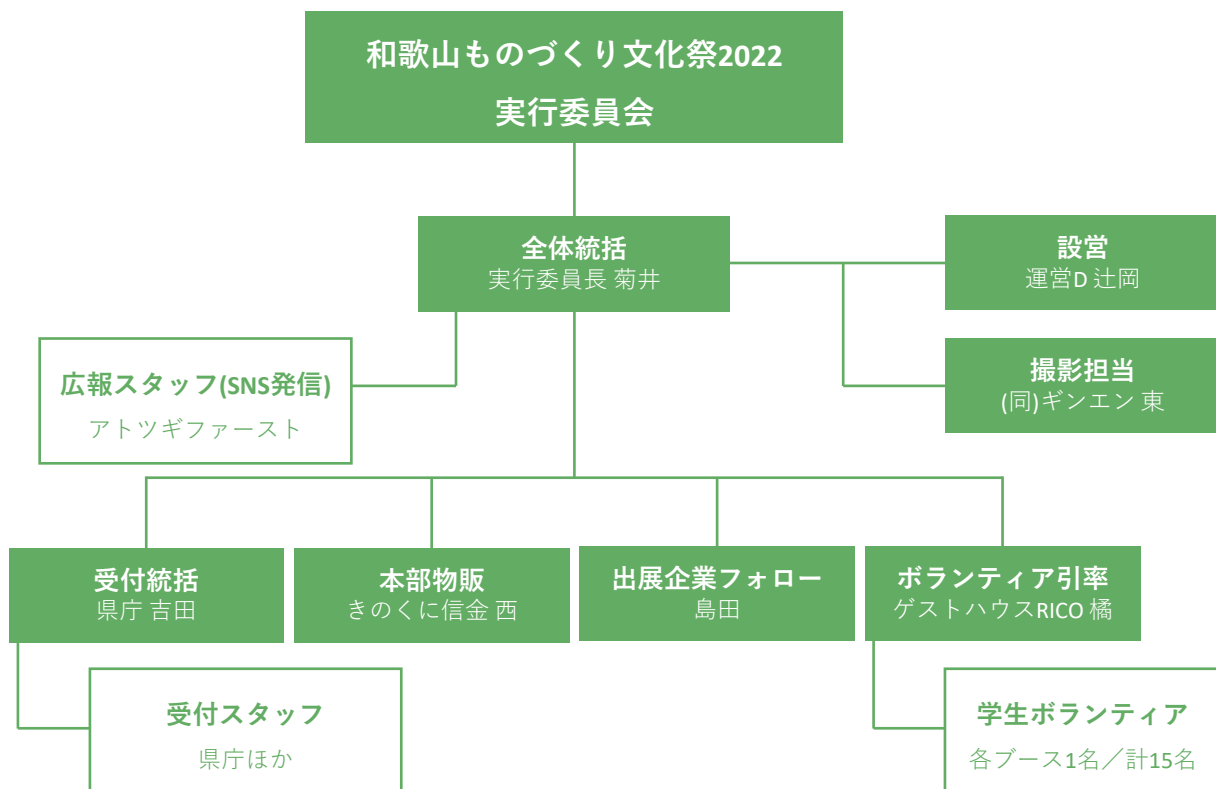 和歌山ものづくり文化祭2022
実行委員会
全体統括
実行委員長 菊井
設営
運営D 辻岡
広報スタッフ(SNS発信)
アトツギファースト
撮影担当
(同)ギンエン 東
受付統括
県庁 吉田
本部物販
きのくに信金 西
出展企業フォロー
島田
ボランティア引率
ゲストハウスRICO 橘
受付スタッフ
県庁ほか
学生ボランティア
各ブース1名／計15名